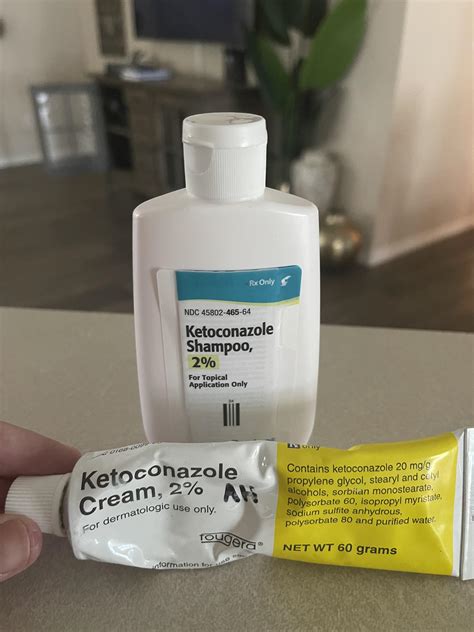 Rx Only
NDC 45802-465-64
Ketoconazole
Shampoo,
2%
For Topical
Application Only
Ketoconazole
Cream, 2% AH
For dermatologic use only.
fougera®
only
Contains ketoconazole 20 mg/g,
propylene glycol, stearyl and cetyl
alcohols, sorbitan monostearate,
polysorbate 60, isopropyl myristate,
sodium sulfite anhydrous,
polysorbate 80 and purified water.
NET WT 60 grams